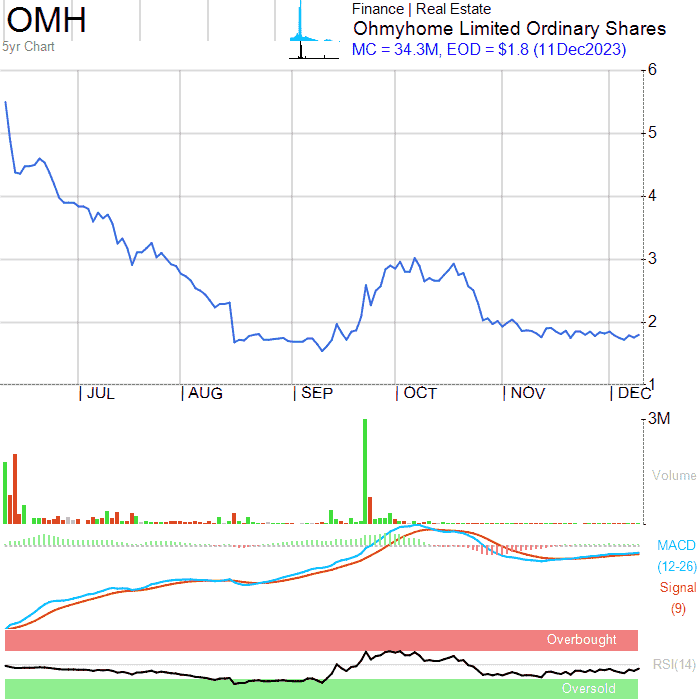 OMH
5yr Chart
Finance | Real Estate
Ohmyhome Limited Ordinary Shares
MC = 34.3M, EOD = $1.8 (11Dec2023)
6
5
4
3
2
1
JUL AUG SEP OCT NOV DEC
3M
Volume
MACD
(12-26)
Signal
(9)
Overbought
RSI(14)
Oversold